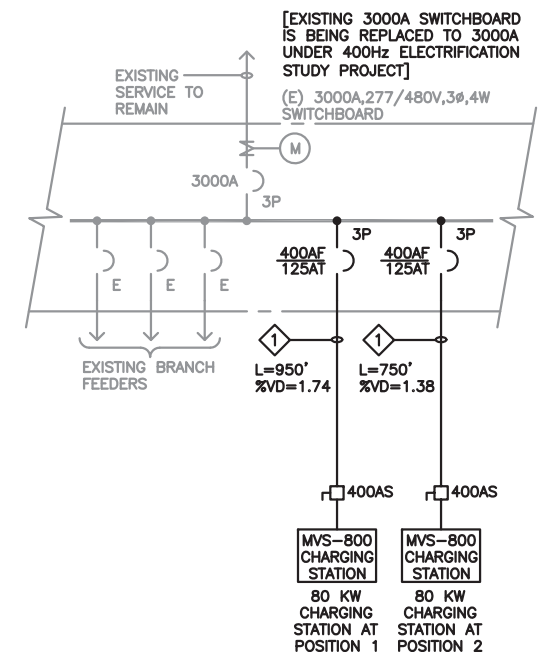 [EXISTING 3000A SWITCHBOARD
IS BEING REPLACED TO 3000A
UNDER 400Hz ELECTRIFICATION
STUDY PROJECT]
EXISTING
SERVICE TO
REMAIN
(E) 3000A,277/480V,3ø,4W
SWITCHBOARD
M
3000A
3P
3P
3P
400AF
125AT
400AF
125AT
E
E
E
1
1
EXISTING BRANCH
FEEDERS
L=950'
%VD=1.74
L=750'
%VD=1.38
400AS
400AS
MVS-800
CHARGING
STATION
MVS-800
CHARGING
STATION
80 KW
CHARGING
STATION AT
POSITION 1
80 KW
CHARGING
STATION AT
POSITION 2